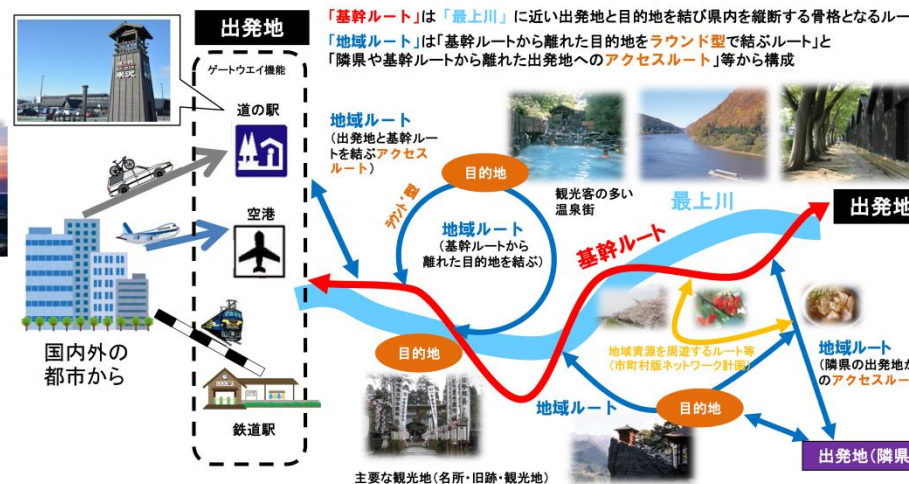 「基幹ルート」は「最上川」に近い出発地と目的地を結び県内を縦断する骨格となるルー
「地域ルート」は「基幹ルートから離れた目的地をラウンド型で結ぶルート」と
「隣県や基幹ルートから離れた出発地へのアクセスルート」等から構成
出発地
ゲートウエイ機能
道の駅
空港
鉄道駅
国内外の
都市から
地域ルート
(出発地と基幹ルー
トを結ぶアクセス
ルート)
ラウンド型
目的地
地域ルート
(基幹ルートから
離れた目的地を結ぶ)
観光客の多い
温泉街
最上川
基幹ルート
出発地
目的地
地域資源を周遊するルート等
(市町村版ネットワーク計画)
地域ルート
(隣県の出発地か
のアクセスルー
地域ルート
目的地
出発地(隣県
主要な観光地(名所・旧跡・観光地)